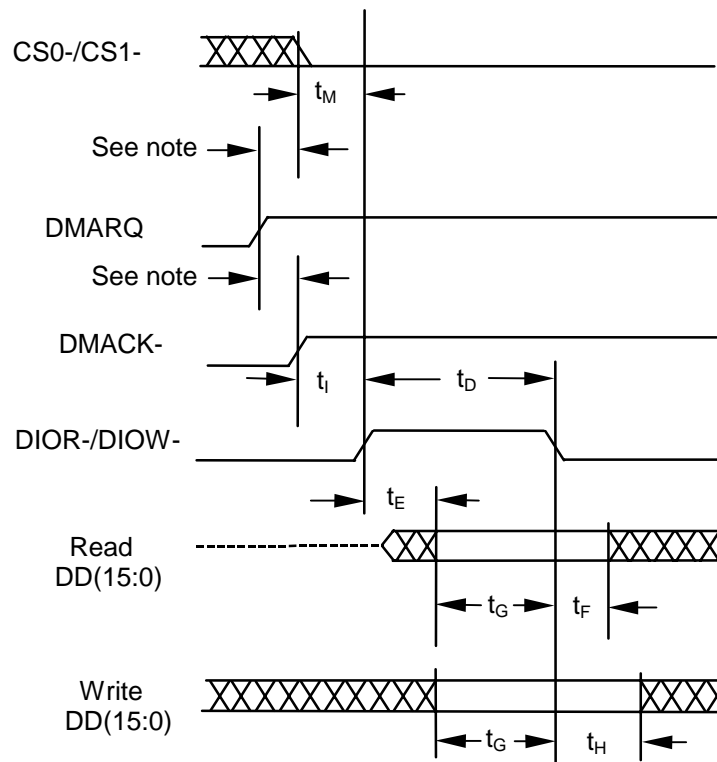 CS0-/CS1-
tM
See note
DMARQ
See note
DMACK-
tI
tD
DIOR-/DIOW-
tE
Read
DD(15:0)
tG
tF
Write
DD(15:0)
tG
tH